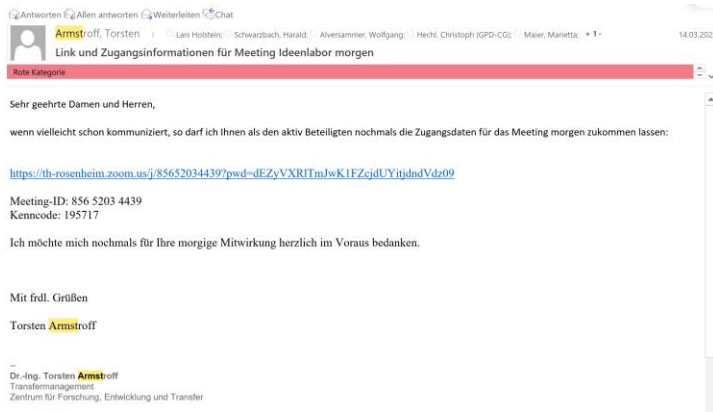 Antworten Allen antworten Weiterleiten Chat
Armstroff, Torsten Lars Holstein; Schwarzbach, Harald; Alversammer, Wolfgang; Hechl, Christoph (GPD-CG); Maier, Marietta; + 1 - 14.03.202
Link und Zugangsinformationen für Meeting Ideenlabor morgen
Rote Kategorie
Sehr geehrte Damen und Herren,
wenn vielleicht schon kommuniziert, so darf ich Ihnen als den aktiv Beteiligten nochmals die Zugangsdaten für das Meeting morgen zukommen lassen:
https://th-rosenheim.zoom.us/j/85652034439?pwd=dEZyVXRlTmJwK1FZcjdUYitjdndVdz09
Meeting-ID: 856 5203 4439
Kenncode: 195717
Ich möchte mich nochmals für Ihre morgige Mitwirkung herzlich im Voraus bedanken.
Mit frdl. Grüßen
Torsten Armstroff
--
Dr.-Ing. Torsten Armstroff
Transfermanagement
Zentrum für Forschung, Entwicklung und Transfer